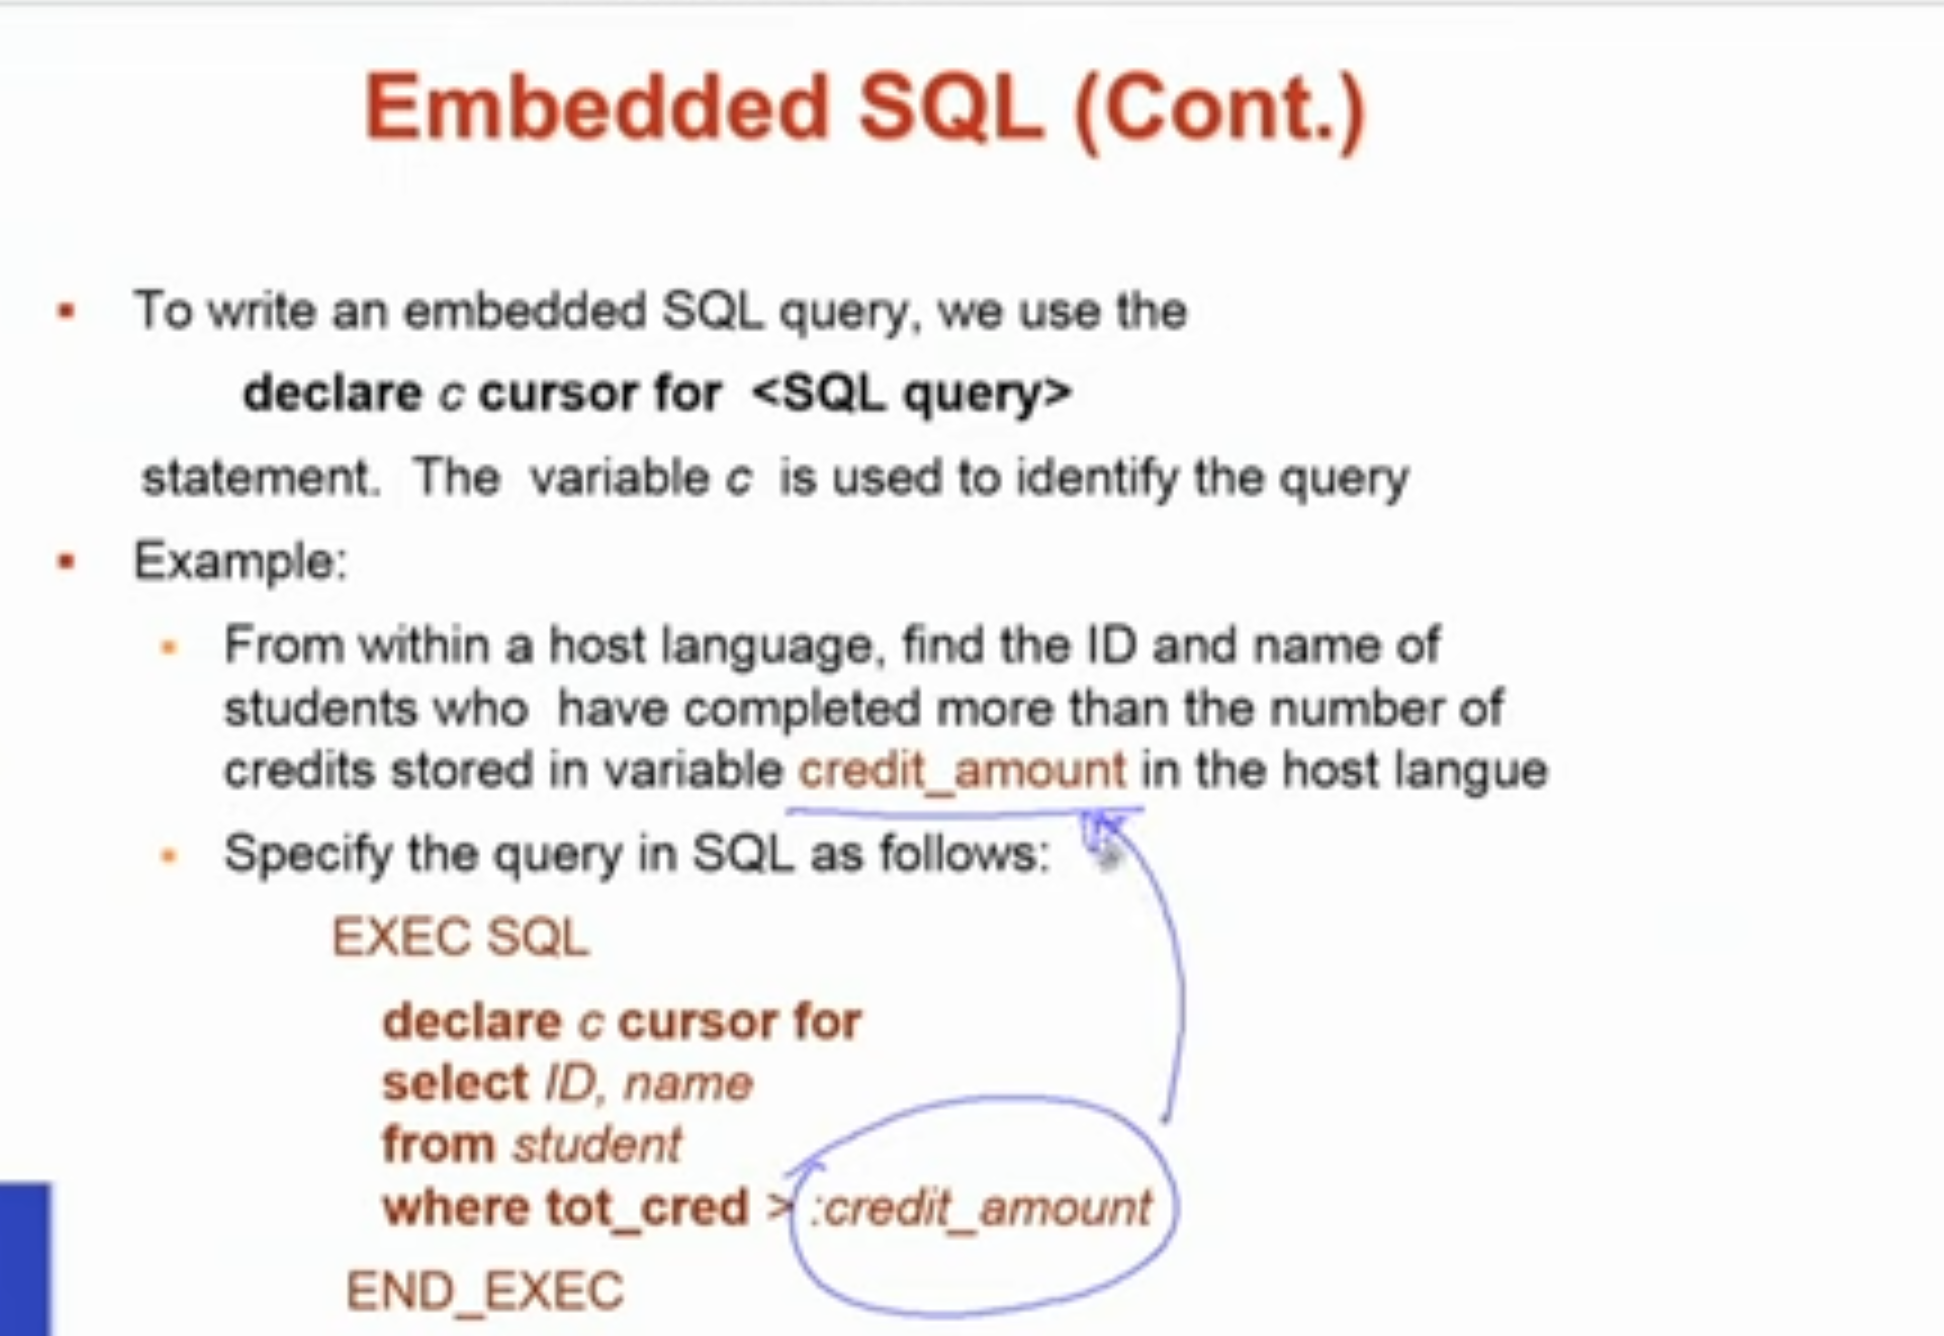 Embedded SQL (Cont.)
To write an embedded SQL query, we use the
declare c cursor for <SQL query>
statement. The variable c is used to identify the query
Example:
From within a host language, find the ID and name of
students who have completed more than the number of
credits stored in variable credit_amount in the host langue
Specify the query in SQL as follows:
EXEC SQL
declare c cursor for
select ID, name
from student
where tot_cred > :credit_amount
END_EXEC